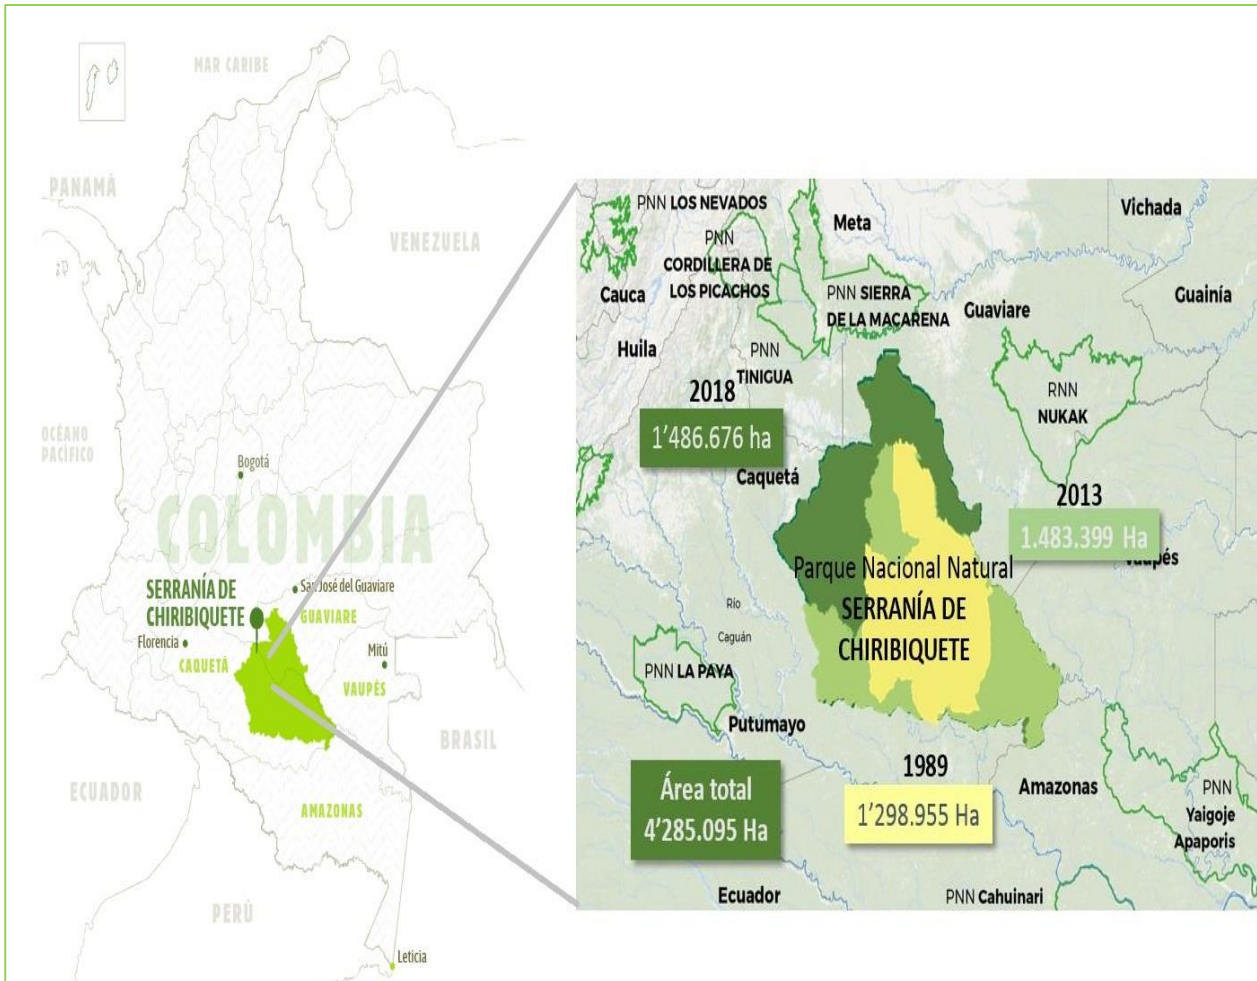 MAR CARIBE
PANAMÁ
VENEZUELA
OCÉANO
PACÍFICO
Bogotá
COLOMBIA
SERRANÍA DE
CHIRIBIQUETE
San José del Guaviare
GUAVIARE
Florencia
CAQUETÁ
Mitú
VAUPÉS
BRASIL
ECUADOR
AMAZONAS
PERÚ
Leticia
PNN LOS NEVADOS
PNN
CORDILLERA DE
LOS PICACHOS
Meta
Vichada
Cauca
PNN SIERRA
DE LA MACARENA
Guaviare
Guainía
Huila
PNN
TINIGUA
2018
1'486.676 ha
RNN
NUKAK
Caquetá
2013
1.483.399 Ha
Vaupés
Parque Nacional Natural
SERRANÍA DE
CHIRIBIQUETE
Río
Caguán
PNN LA PAYA
Putumayo
1989
1'298.955 Ha
Área total
4'285.095 Ha
Amazonas
PNN
Yaigoje
Apaporis
Ecuador
PNN Cahuinari